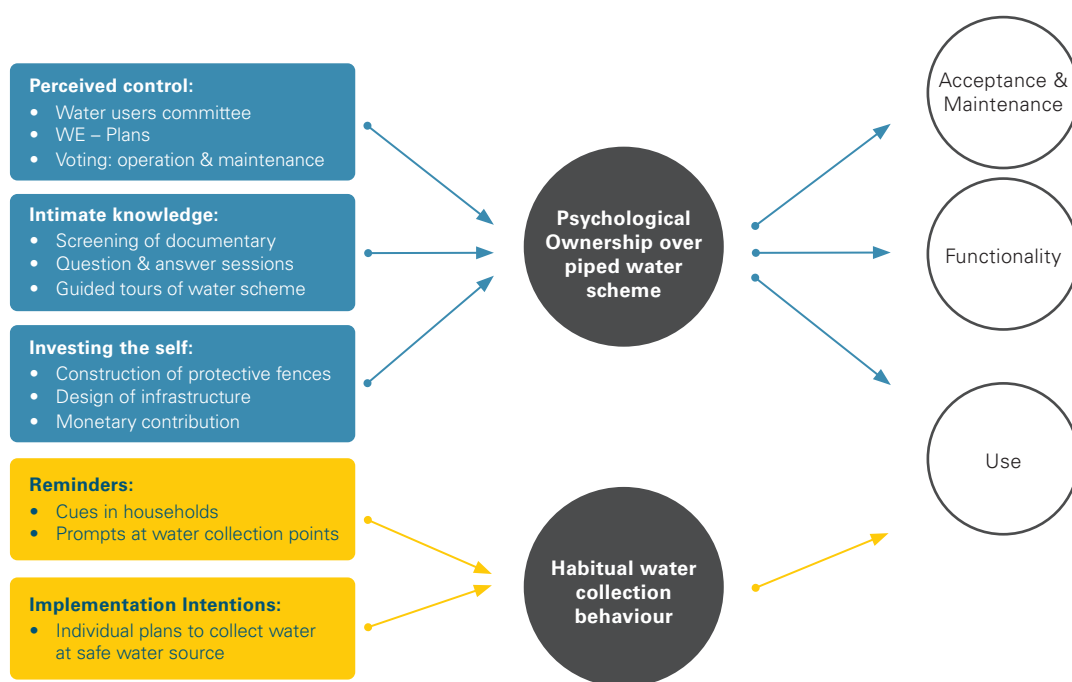 Perceived control:
• Water users committee
• WE – Plans
• Voting: operation & maintenance
Intimate knowledge:
• Screening of documentary
• Question & answer sessions
• Guided tours of water scheme
Investing the self:
• Construction of protective fences
• Design of infrastructure
• Monetary contribution
Reminders:
• Cues in households
• Prompts at water collection points
Implementation Intentions:
• Individual plans to collect water
at safe water source
Psychological
Ownership over
piped water
scheme
Habitual water
collection
behaviour
Acceptance &
Maintenance
Functionality
Use